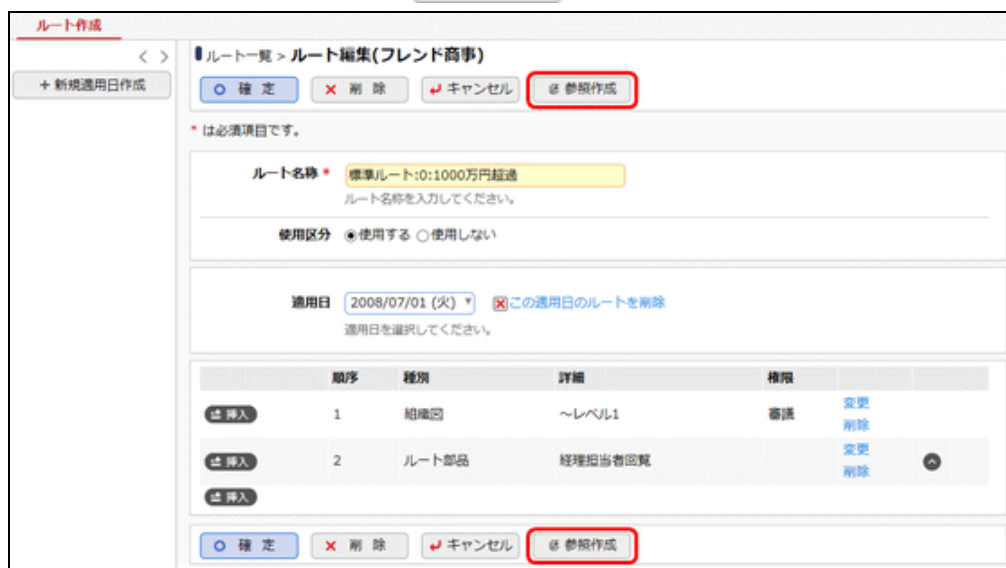 ルート作成
< >
+ 新規適用日作成
ルート一覧 > ルート編集(フレンド商事)
確 定 削 除 キャンセル 参照作成
* は必須項目です。
ルート名称 * 標準ルート:0:1000万円超過
ルート名称を入力してください。
使用区分 使用する 使用しない
適用日 2008/07/01 (火) この適用日のルートを削除
適用日を選択してください。
順序 種別 詳細 権限
挿入 1 組織図 ～レベル1 審議 変更 削除
挿入 2 ルート部品 経理担当者回覧 変更 削除
挿入
確 定 削 除 キャンセル 参照作成